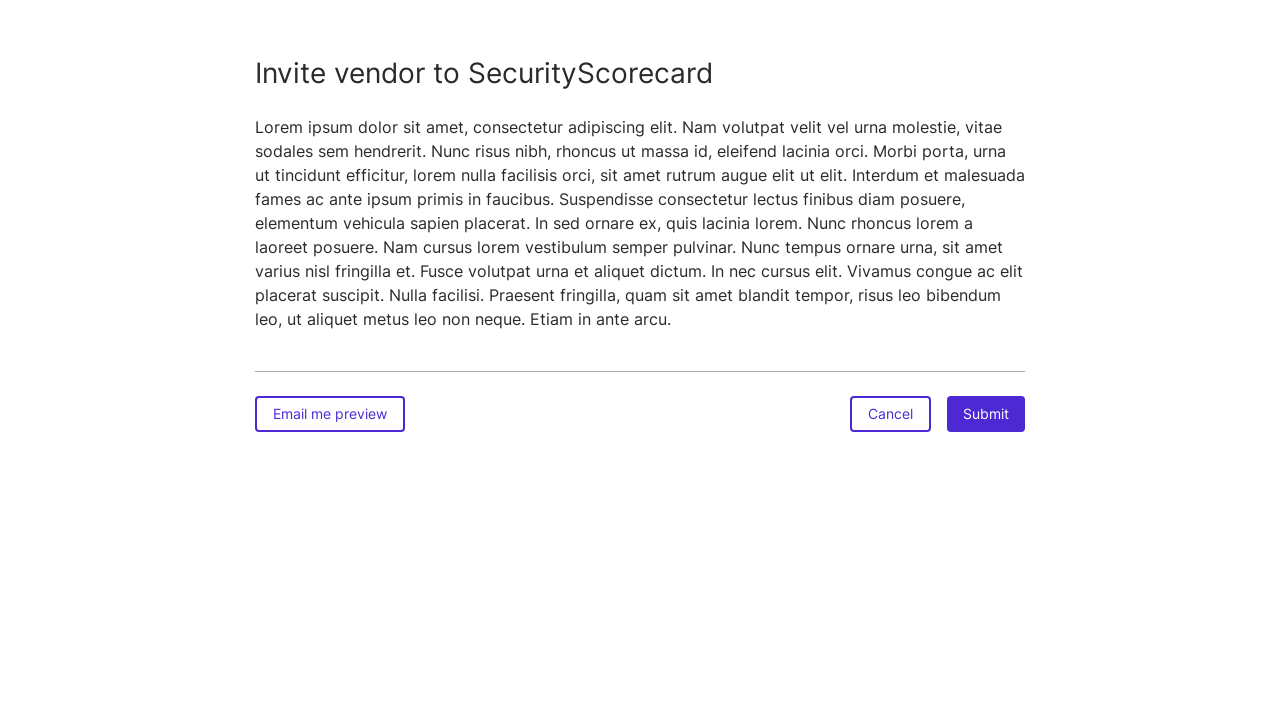 Invite vendor to SecurityScorecard
Lorem ipsum dolor sit amet, consectetur adipiscing elit. Nam volutpat velit vel urna molestie, vitae
sodales sem hendrerit. Nunc risus nibh, rhoncus ut massa id, eleifend lacinia orci. Morbi porta, urna
ut tincidunt efficitur, lorem nulla facilisis orci, sit amet rutrum augue elit ut elit. Interdum et malesuada
fames ac ante ipsum primis in faucibus. Suspendisse consectetur lectus finibus diam posuere,
elementum vehicula sapien placerat. In sed ornare ex, quis lacinia lorem. Nunc rhoncus lorem a
laoreet posuere. Nam cursus lorem vestibulum semper pulvinar. Nunc tempus ornare urna, sit amet
varius nisl fringilla et. Fusce volutpat urna et aliquet dictum. In nec cursus elit. Vivamus congue ac elit
placerat suscipit. Nulla facilisi. Praesent fringilla, quam sit amet blandit tempor, risus leo bibendum
leo, ut aliquet metus leo non neque. Etiam in ante arcu.
Email me preview
Cancel
Submit